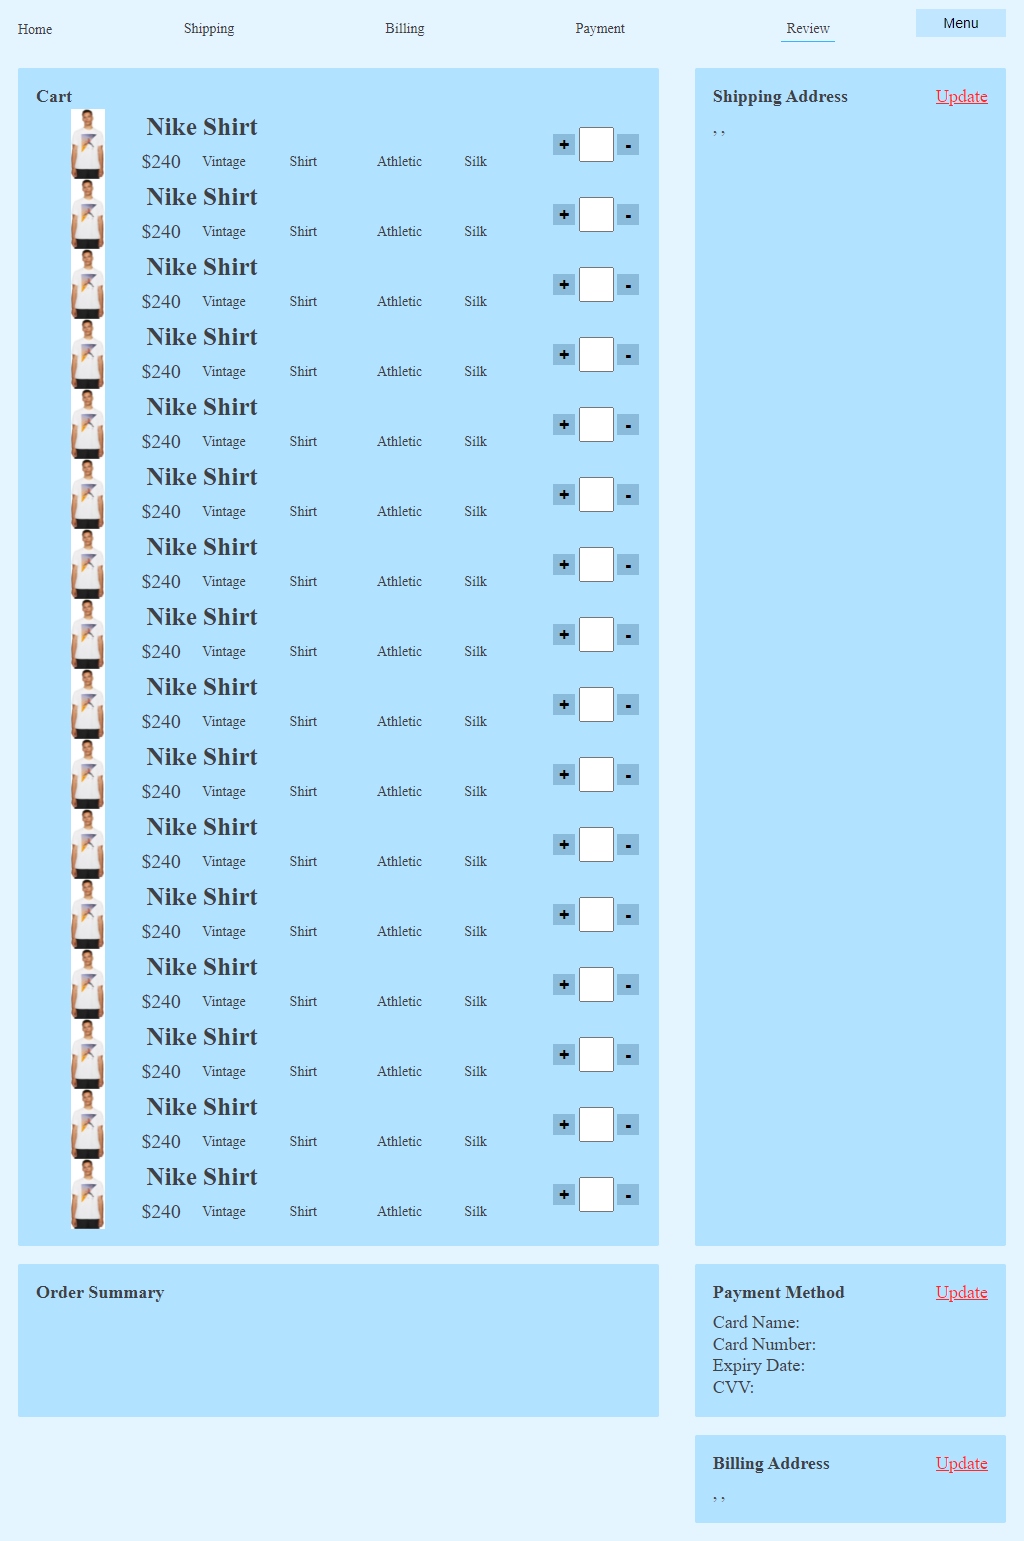 Home Shipping Billing Payment Review Menu
Cart
Nike Shirt
+ -
$240 Vintage Shirt Athletic Silk
Nike Shirt
+ -
$240 Vintage Shirt Athletic Silk
Nike Shirt
+ -
$240 Vintage Shirt Athletic Silk
Nike Shirt
+ -
$240 Vintage Shirt Athletic Silk
Nike Shirt
+ -
$240 Vintage Shirt Athletic Silk
Nike Shirt
+ -
$240 Vintage Shirt Athletic Silk
Nike Shirt
+ -
$240 Vintage Shirt Athletic Silk
Nike Shirt
+ -
$240 Vintage Shirt Athletic Silk
Nike Shirt
+ -
$240 Vintage Shirt Athletic Silk
Nike Shirt
+ -
$240 Vintage Shirt Athletic Silk
Nike Shirt
+ -
$240 Vintage Shirt Athletic Silk
Nike Shirt
+ -
$240 Vintage Shirt Athletic Silk
Nike Shirt
+ -
$240 Vintage Shirt Athletic Silk
Nike Shirt
+ -
$240 Vintage Shirt Athletic Silk
Nike Shirt
+ -
$240 Vintage Shirt Athletic Silk
Nike Shirt
+ -
$240 Vintage Shirt Athletic Silk
Shipping Address Update
, ,
Order Summary
Payment Method Update
Card Name:
Card Number:
Expiry Date:
CVV:
Billing Address Update
, ,